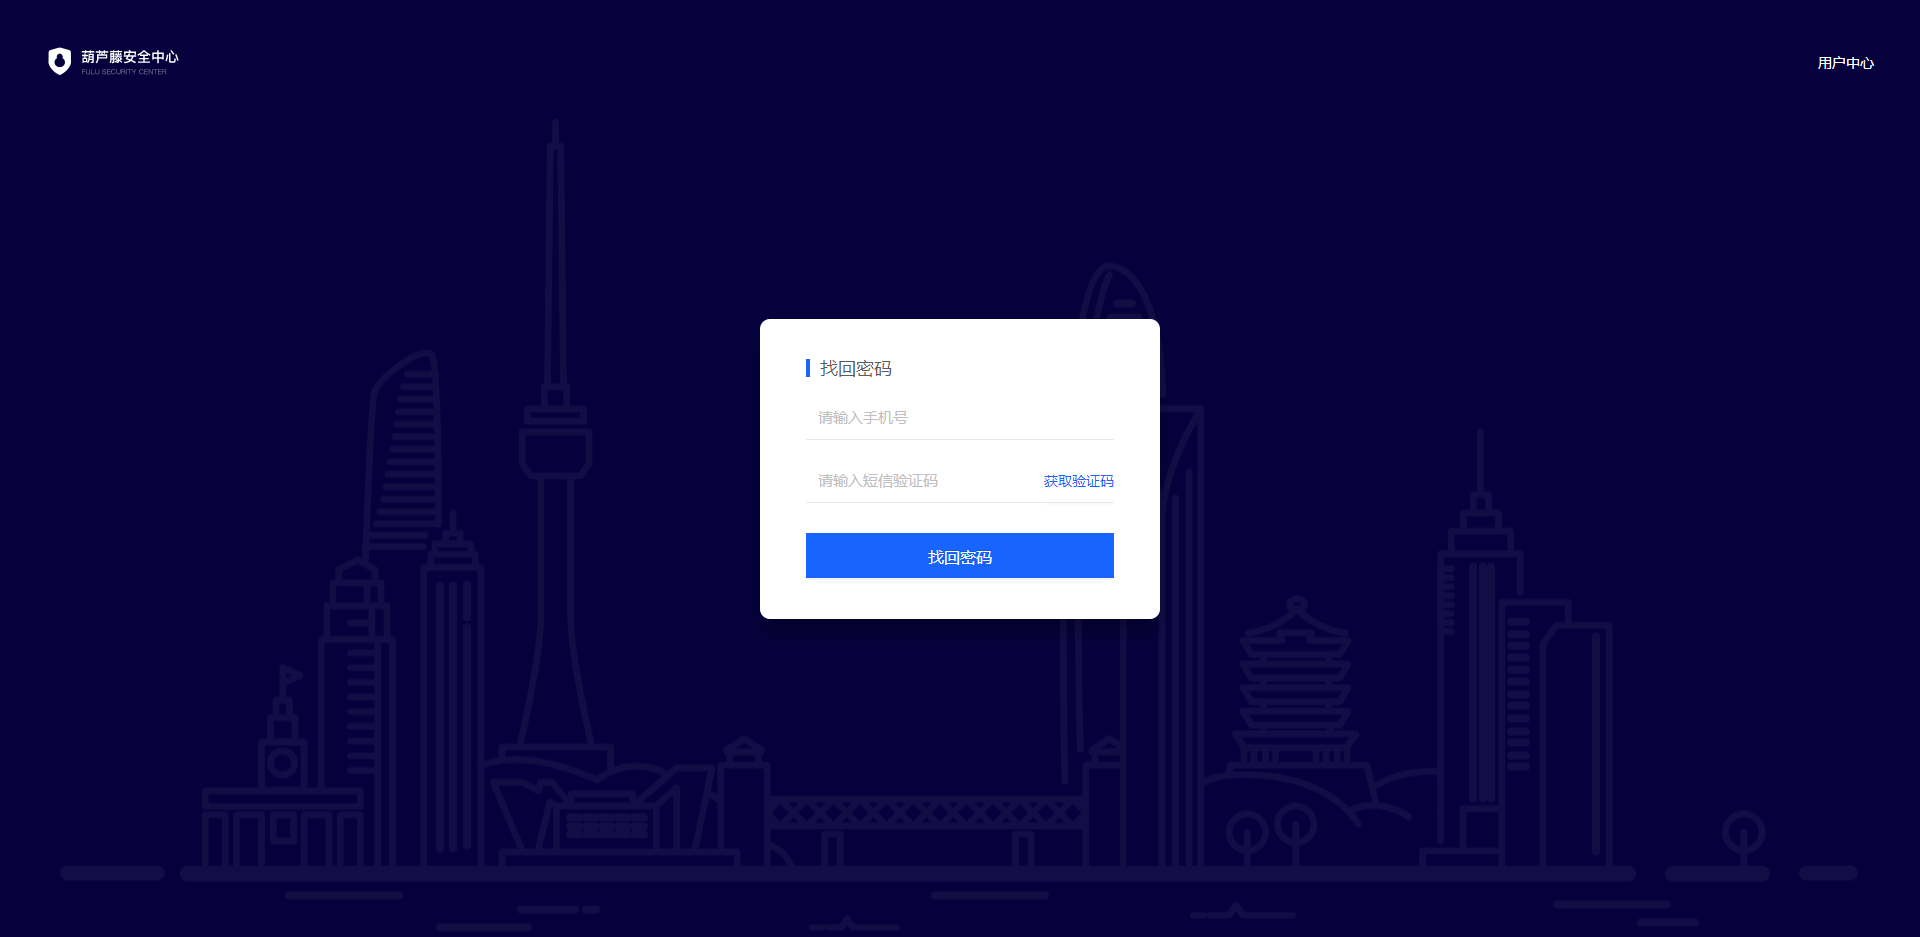 葫芦藤安全中心
FULU SECURITY CENTER
用户中心
找回密码
请输入手机号
请输入短信验证码
获取验证码
找回密码